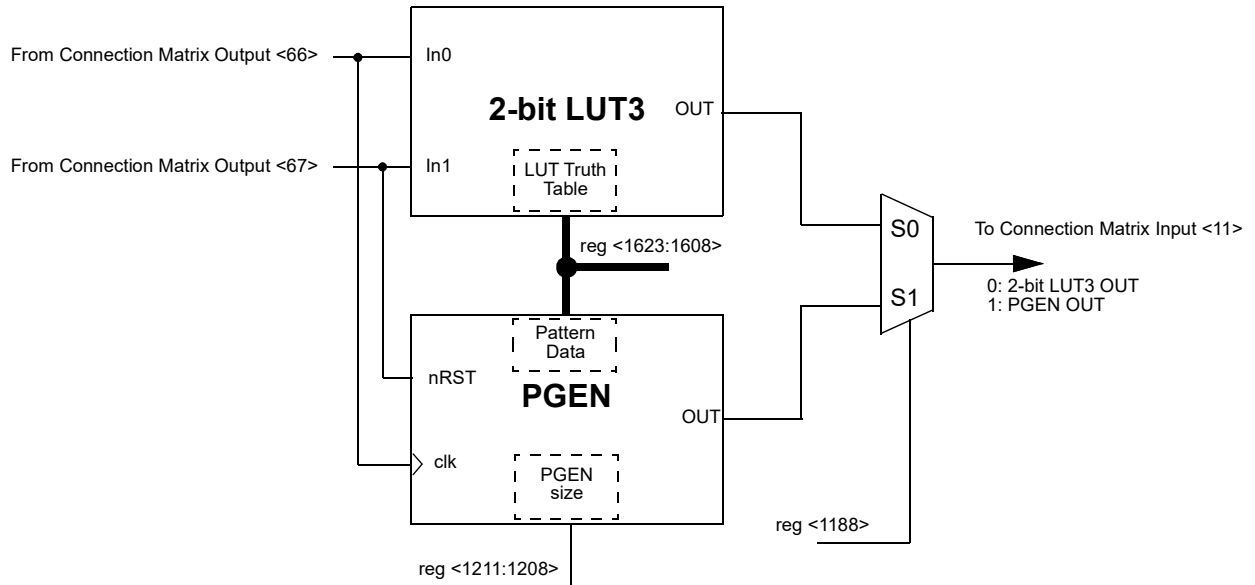 From Connection Matrix Output <66>
In0
2-bit LUT3
OUT
From Connection Matrix Output <67>
In1
LUT Truth
Table
S0
To Connection Matrix Input <11>
reg <1623:1608>
0: 2-bit LUT3 OUT
S1
1: PGEN OUT
Pattern
Data
nRST
PGEN
OUT
clk
PGEN
size
reg <1188>
reg <1211:1208>